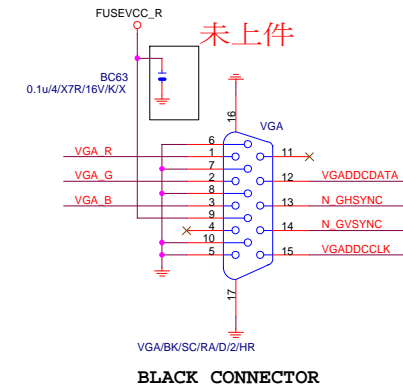 FUSEVCC_R
未上件
BC63
0.1u/4/X7R/16V/K/X
16
VGA
6
VGA_R
1
11
7
VGA_G
2
12
VGADDCDATA
8
VGA_B
3
13
N_GHSYNC
9
4
14
N_GVSYNC
10
5
15
VGADDCCLK
17
VGA/BK/SC/RA/D/2/HR
BLACK CONNECTOR